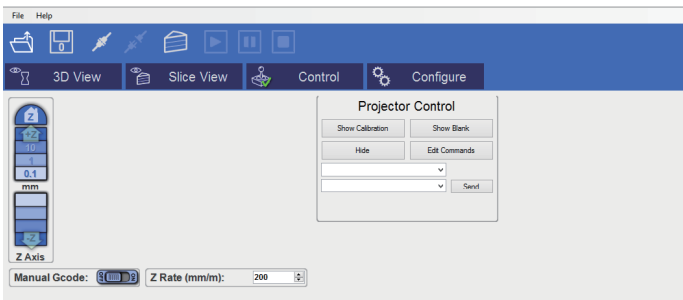 File Help
3D View Slice View Control Configure
Projector Control
Show Calibration Show Blank
Hide Edit Commands
Send
Z
+Z
10
1
0.1
mm
-Z
Z Axis
Manual Gcode: Z Rate (mm/m): 200